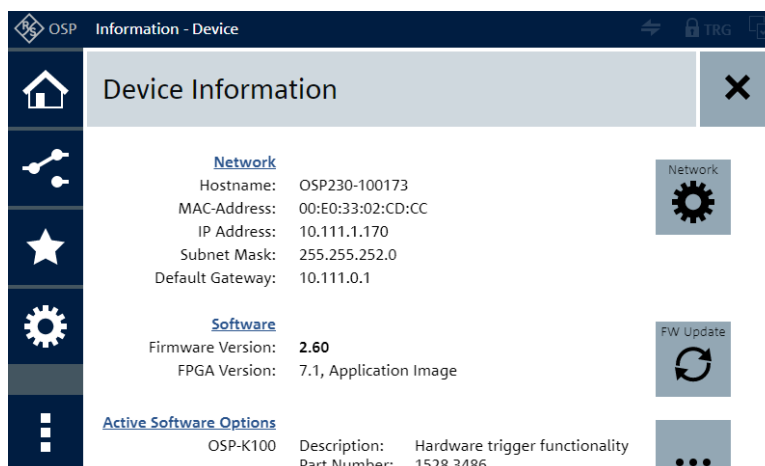 R&S OSP Information - Device TRG
Device Information
Network
Hostname: OSP230-100173
MAC-Address: 00:E0:33:02:CD:CC
IP Address: 10.111.1.170
Subnet Mask: 255.255.252.0
Default Gateway: 10.111.0.1
Network
Software
Firmware Version: 2.60
FPGA Version: 7.1, Application Image
FW Update
Active Software Options
OSP-K100 Description: Hardware trigger functionality
Part Number: 1528.3486